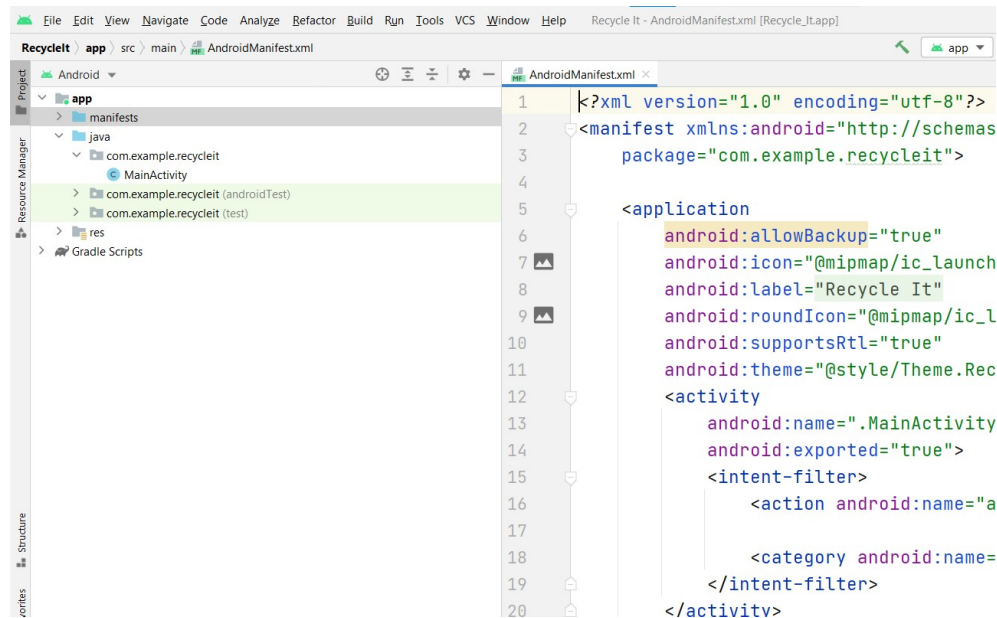 File Edit View Navigate Code Analyze Refactor Build Run Tools VCS Window Help Recycle It - AndroidManifest.xml [Recycle_It.app]
RecycleIt app src main AndroidManifest.xml app
Project
Resource Manager
Structure
Android
app
manifests
java
com.example.recycleit
MainActivity
com.example.recycleit (androidTest)
com.example.recycleit (test)
res
Gradle Scripts
AndroidManifest.xml
1 <?xml version="1.0" encoding="utf-8"?>
2 <manifest xmlns:android="http://schemas
3 package="com.example.recycleit">
4
5 <application
6 android:allowBackup="true"
7 android:icon="@mipmap/ic_launch
8 android:label="Recycle It"
9 android:roundIcon="@mipmap/ic_l
10 android:supportsRtl="true"
11 android:theme="@style/Theme.Rec
12 <activity
13 android:name=".MainActivity
14 android:exported="true">
15 <intent-filter>
16 <action android:name="a
17
18 <category android:name=
19 </intent-filter>
20 </activity>